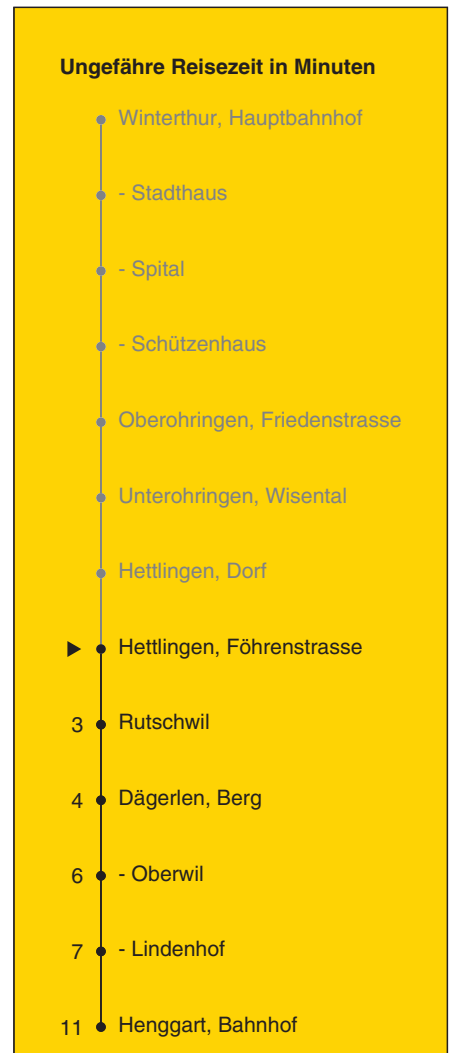 Ungefähre Reisezeit in Minuten
Winterthur, Hauptbahnhof
- Stadthaus
- Spital
- Schützenhaus
Oberohringen, Friedenstrasse
Unterohringen, Wisental
Hettlingen, Dorf
Hettlingen, Föhrenstrasse
3 Rutschwil
4 Dägerlen, Berg
6 - Oberwil
7 - Lindenhof
11 Henggart, Bahnhof